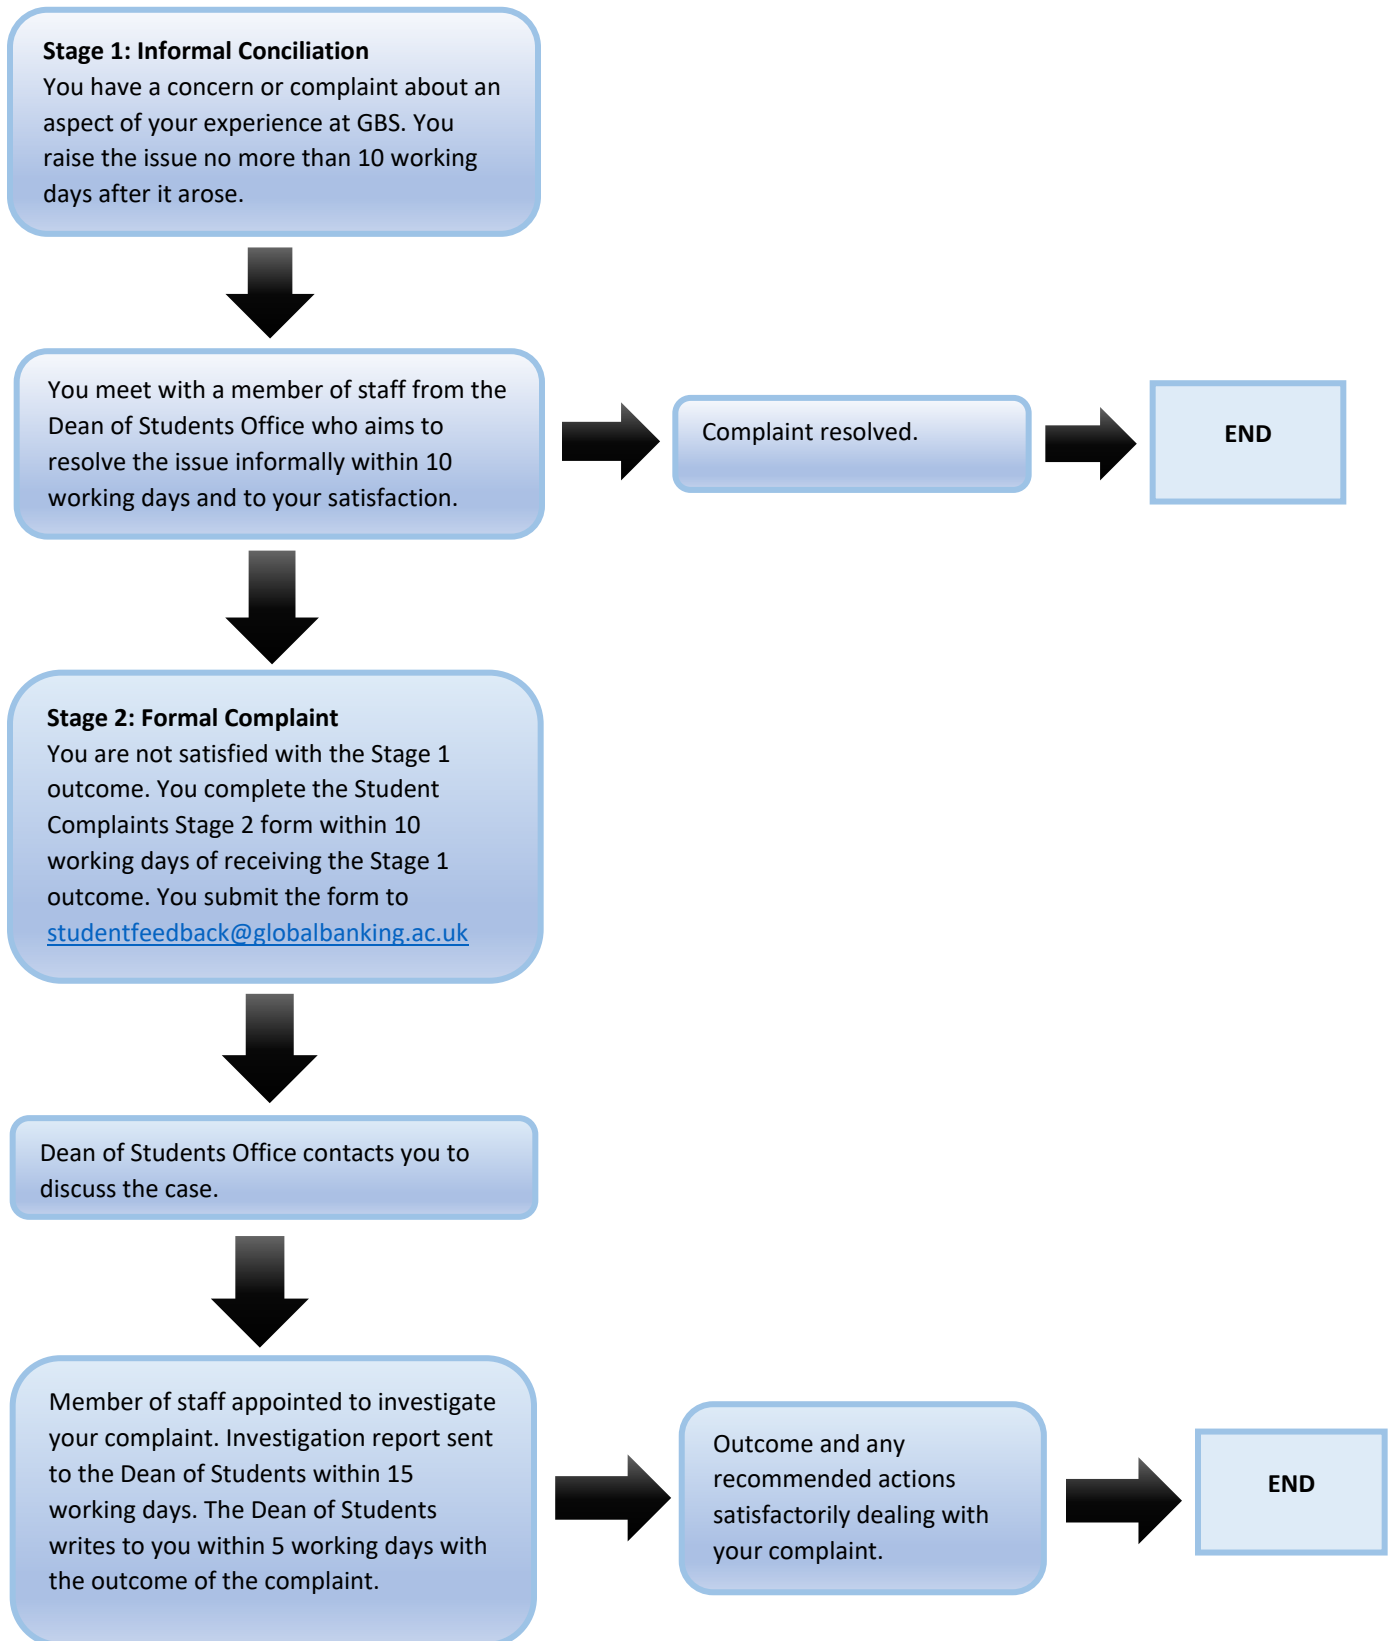 Stage 1: Informal Conciliation
You have a concern or complaint about an
aspect of your experience at GBS. You
raise the issue no more than 10 working
days after it arose.
You meet with a member of staff from the
Dean of Students Office who aims to
resolve the issue informally within 10
working days and to your satisfaction.
Complaint resolved.
END
Stage 2: Formal Complaint
You are not satisfied with the Stage 1
outcome. You complete the Student
Complaints Stage 2 form within 10
working days of receiving the Stage 1
outcome. You submit the form to
studentfeedback@globalbanking.ac.uk
Dean of Students Office contacts you to
discuss the case.
Member of staff appointed to investigate
your complaint. Investigation report sent
to the Dean of Students within 15
working days. The Dean of Students
writes to you within 5 working days with
the outcome of the complaint.
Outcome and any
recommended actions
satisfactorily dealing with
your complaint.
END